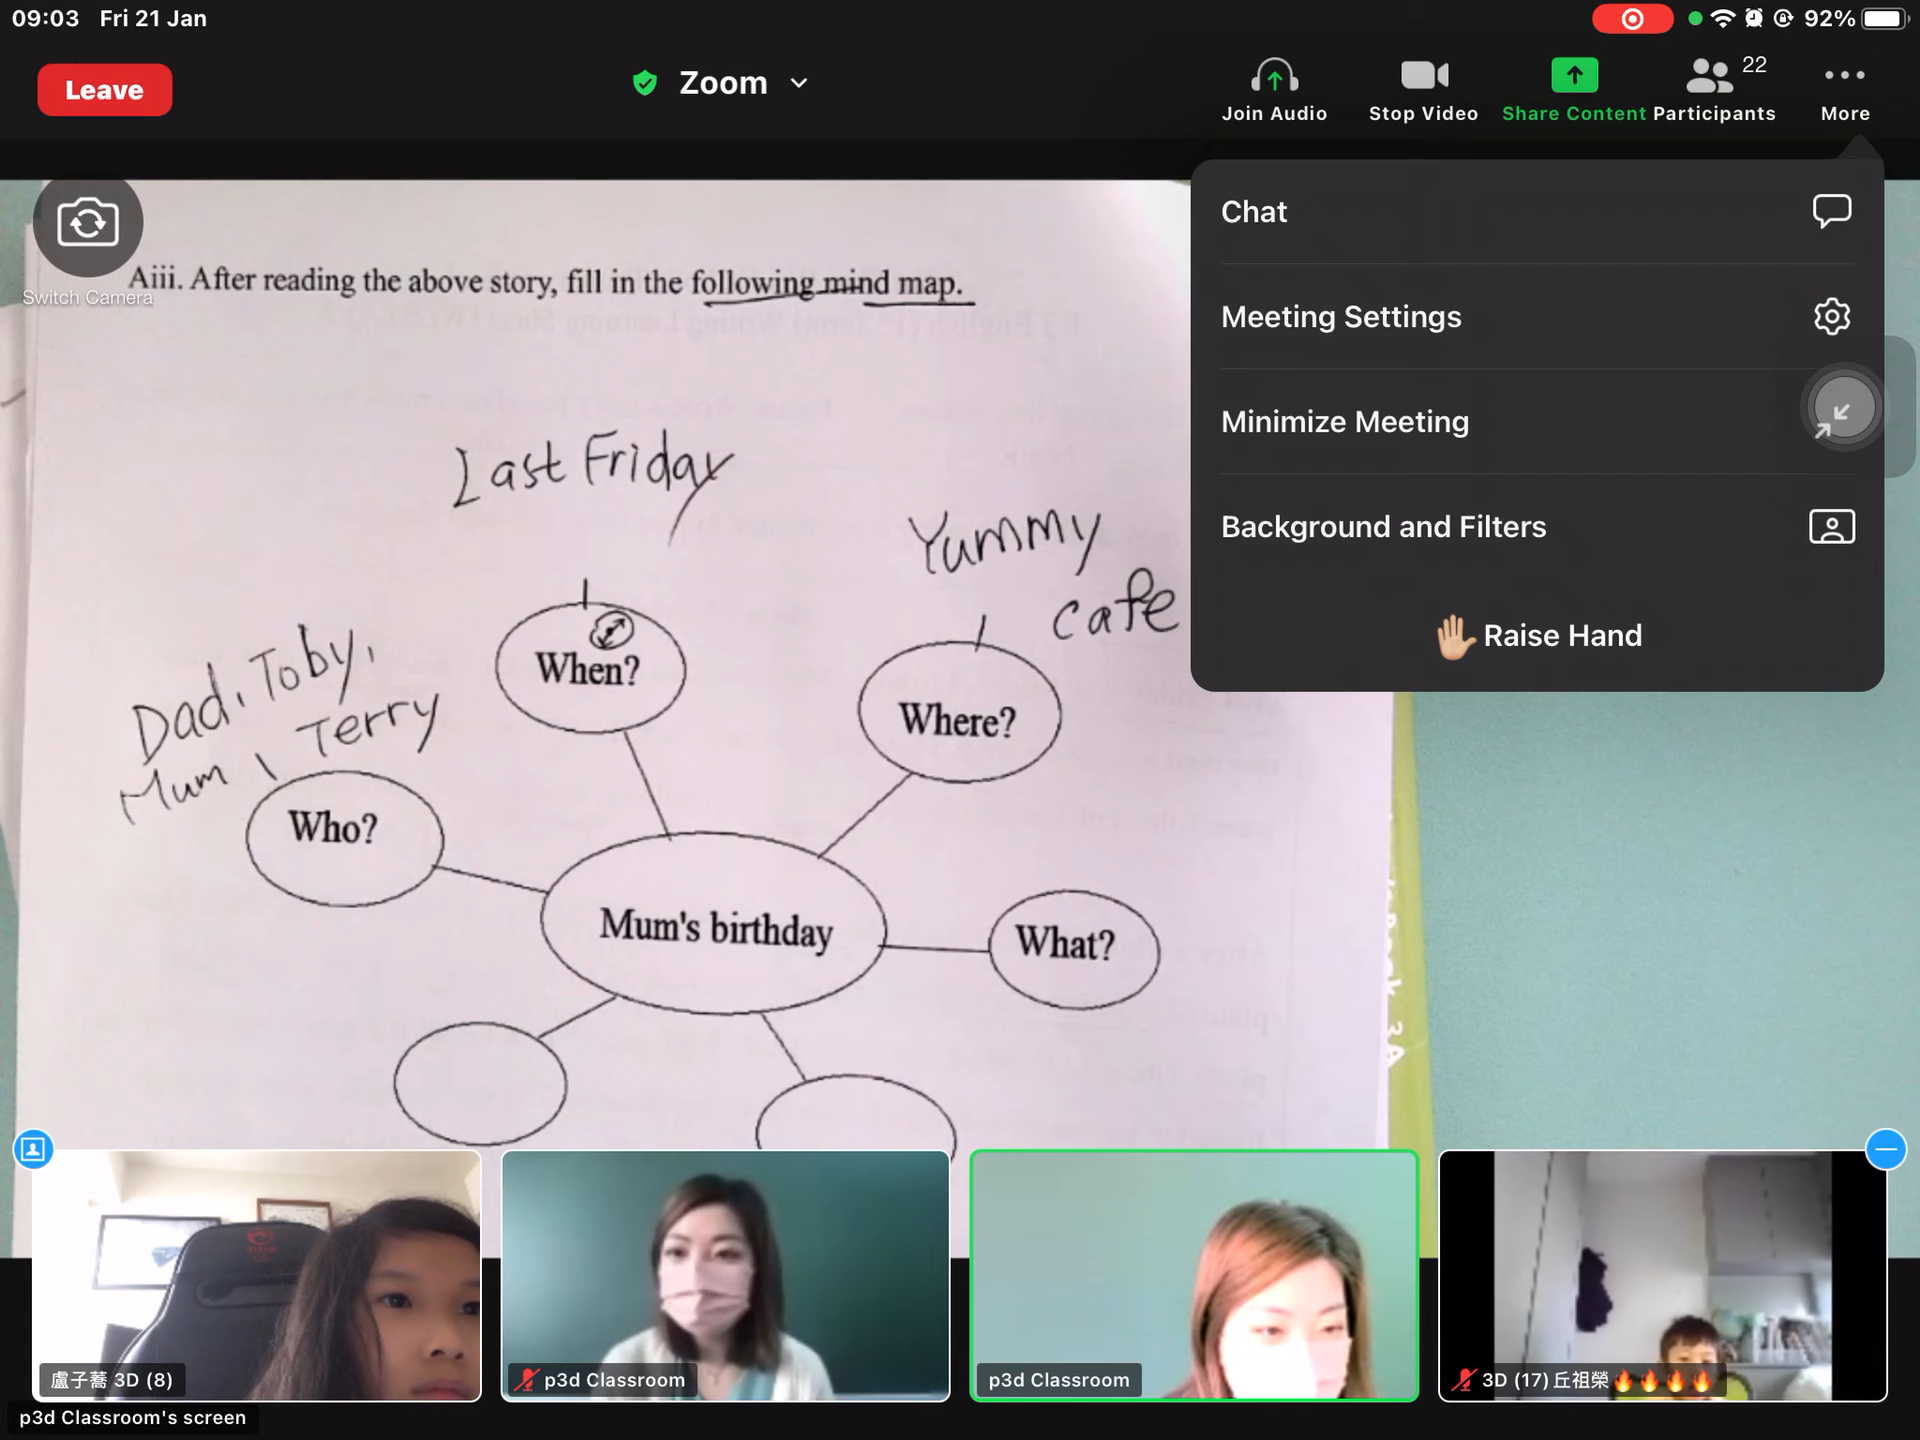 09:03 Fri 21 Jan
92%
Leave
Zoom
Join Audio
Stop Video
Share Content
Participants
22
More
Chat
Meeting Settings
Minimize Meeting
Background and Filters
Raise Hand
Switch Camera
Aiii. After reading the above story, fill in the following mind map.
Last Friday
Yummy
cafe
Dad, Toby,
Mum, Terry
When?
Where?
Who?
Mum's birthday
What?
盧子蕎 3D (8)
p3d Classroom
p3d Classroom
3D (17) 丘祖榮🔥🔥🔥🔥
p3d Classroom's screen